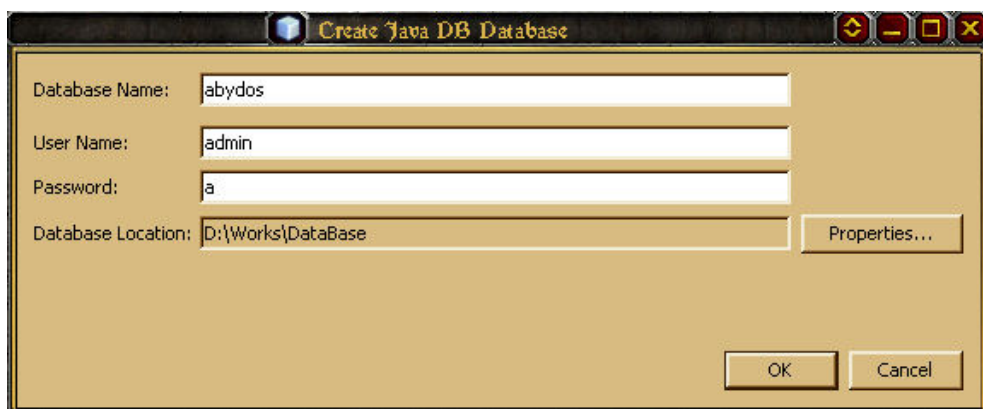 Create Java DB Database
Database Name: abydos
User Name: admin
Password: a
Database Location: D:\Works\DataBase Properties...
OK Cancel